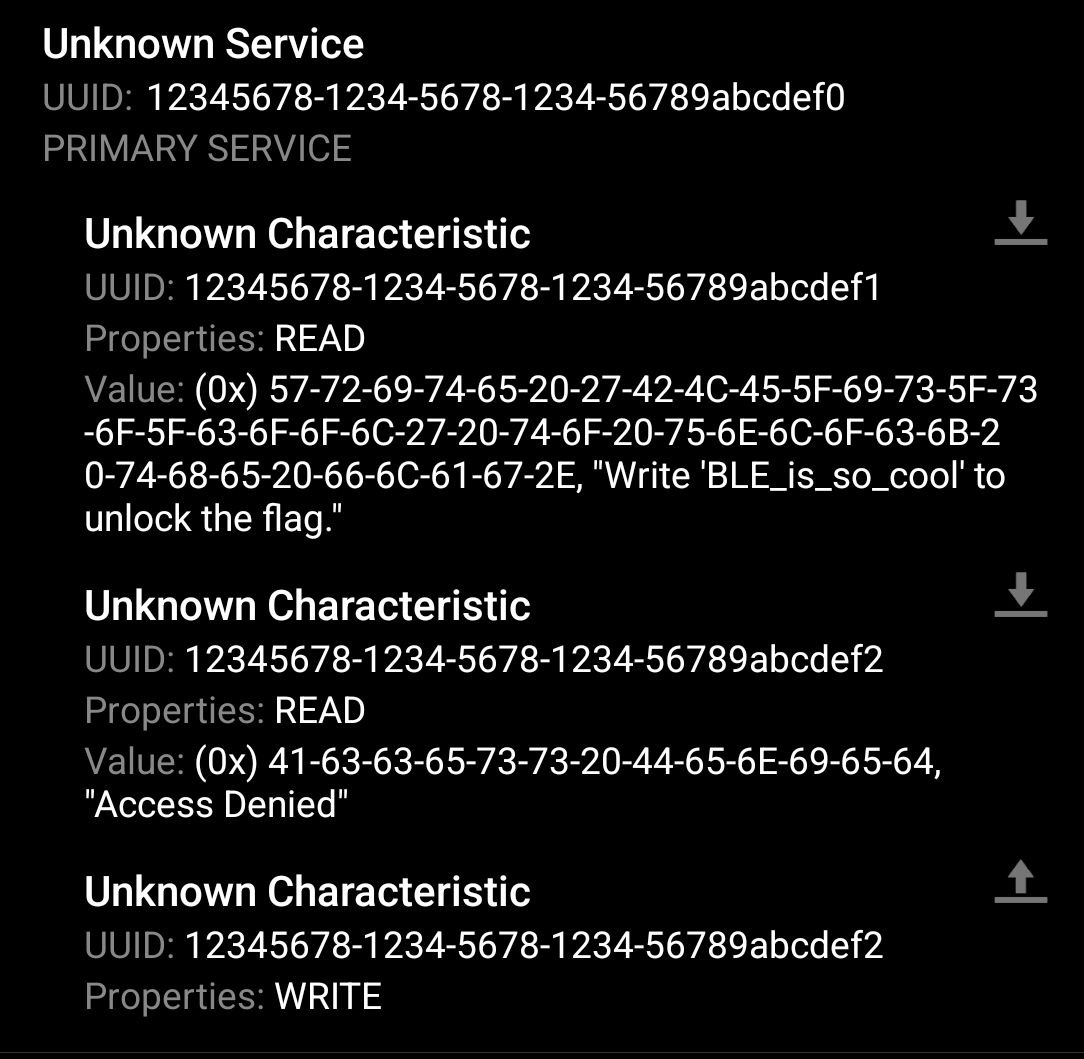 Unknown Service
UUID: 12345678-1234-5678-1234-56789abcdef0
PRIMARY SERVICE
Unknown Characteristic
UUID: 12345678-1234-5678-1234-56789abcdef1
Properties: READ
Value: (0x) 57-72-69-74-65-20-27-42-4C-45-5F-69-73-5F-73
-6F-5F-63-6F-6F-6C-27-20-74-6F-20-75-6E-6C-6F-63-6B-2
0-74-68-65-20-66-6C-61-67-2E, "Write 'BLE_is_so_cool' to
unlock the flag."
Unknown Characteristic
UUID: 12345678-1234-5678-1234-56789abcdef2
Properties: READ
Value: (0x) 41-63-63-65-73-73-20-44-65-6E-69-65-64,
"Access Denied"
Unknown Characteristic
UUID: 12345678-1234-5678-1234-56789abcdef2
Properties: WRITE